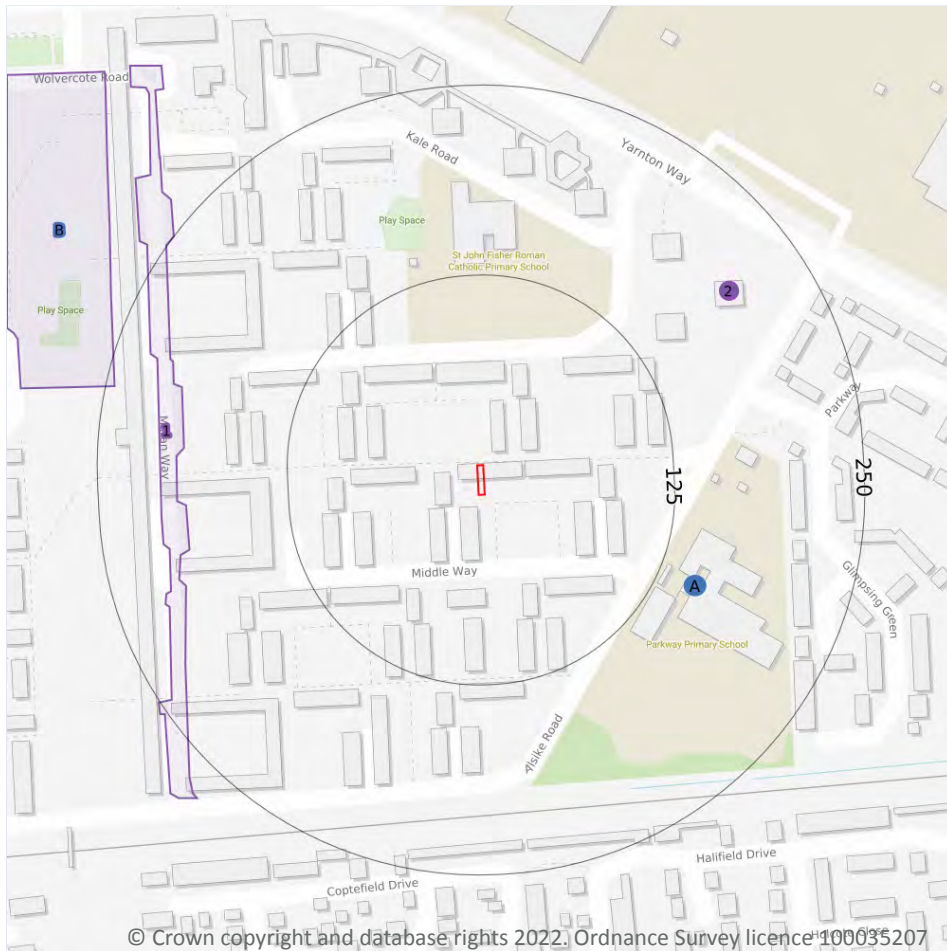 Wolvercote Road
Kale Road
Yarnton Way
B
Play Space
St John Fisher Roman
Catholic Primary School
2
Play Space
Parkway
1
125
250
Middle Way
A
Glimpsing Green
Parkway Primary School
Alsike Road
Halifield Drive
Coptefield Drive
© Crown copyright and database rights 2022. Ordnance Survey licence no. 100035207